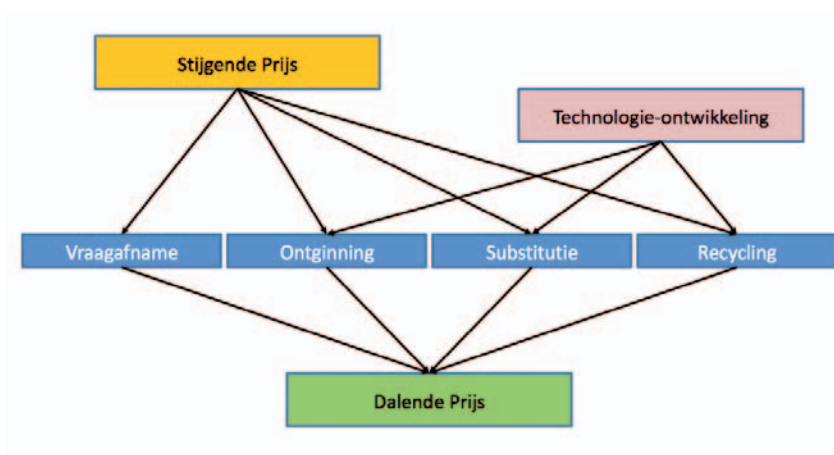 Stijgende Prijs
Technologie-ontwikkeling
Vraagafname
Ontginning
Substitutie
Recycling
Dalende Prijs